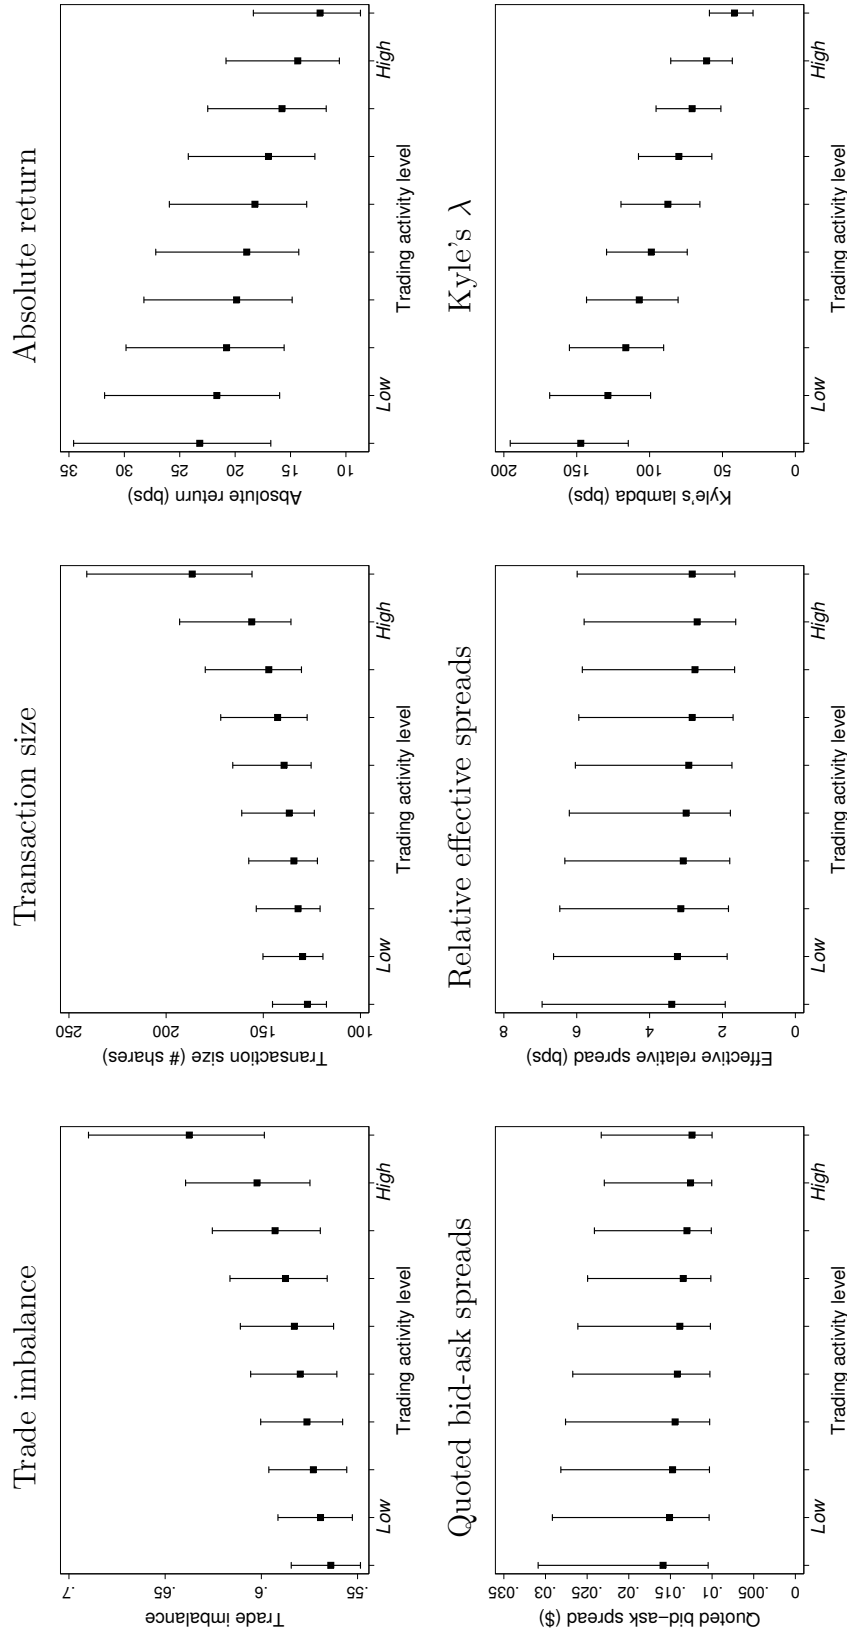 Trade imbalance
Trade imbalance
.7
.65
.6
.55
Low
High
Trading activity level
Transaction size
Transaction size (# shares)
250
200
150
100
Low
High
Trading activity level
Absolute return
Absolute return (bps)
35
30
25
20
15
10
Low
High
Trading activity level
Quoted bid-ask spreads
Quoted bid−ask spread ($)
.035
.03
.025
.02
.015
.01
.005
0
Low
High
Trading activity level
Relative effective spreads
Effective relative spread (bps)
8
6
4
2
0
Low
High
Trading activity level
Kyle's λ
Kyle's lambda (bps)
200
150
100
50
0
Low
High
Trading activity level